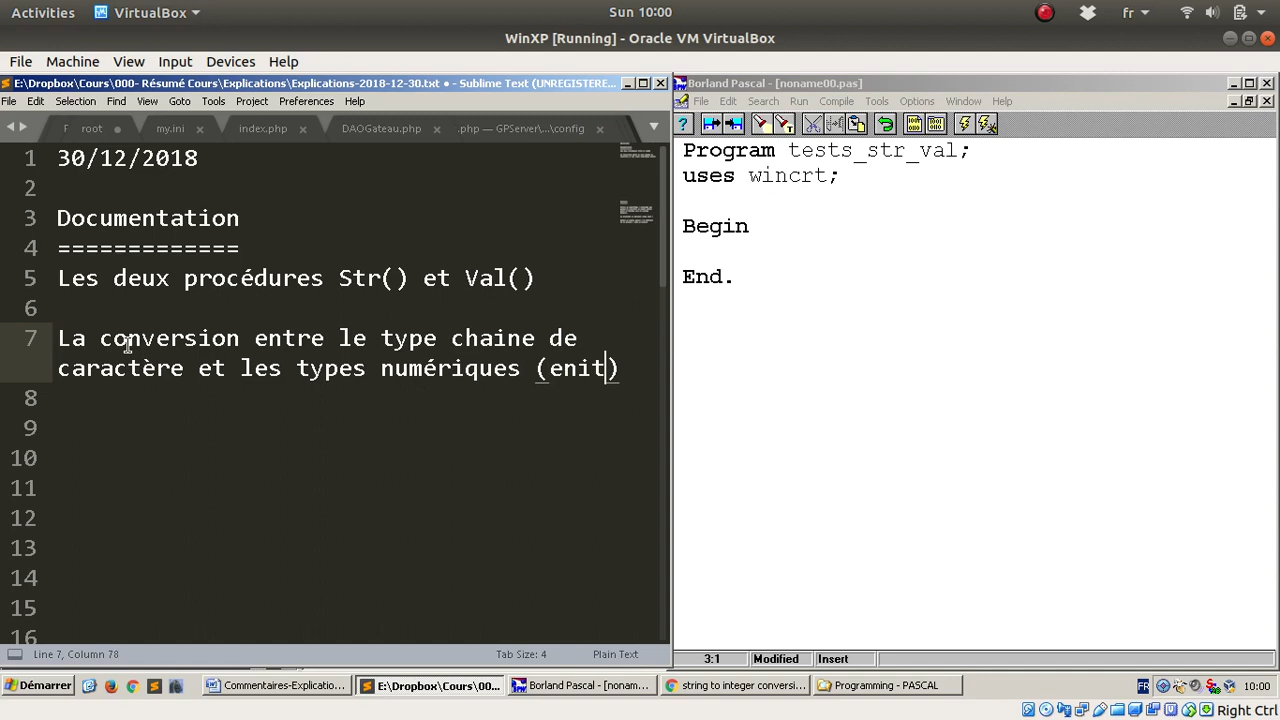 Activities VirtualBox Sun 10:00 fr
WinXP [Running] - Oracle VM VirtualBox
File Machine View Input Devices Help
E:\Dropbox\Cours\000- Résumé Cours\Explications\Explications-2018-12-30.txt • - Sublime Text (UNREGISTERE...
File Edit Selection Find View Goto Tools Project Preferences Help
F root my.ini index.php DAOGateau.php .php — GPServer\...\config
1 30/12/2018
2
3 Documentation
4 =============
5 Les deux procédures Str() et Val()
6
7 La conversion entre le type chaine de
caractère et les types numériques (enit)
8
9
10
11
12
13
14
15
16
Line 7, Column 78 Tab Size: 4 Plain Text
Borland Pascal - [noname00.pas]
File Edit Search Run Compile Tools Options Window Help
Program tests_str_val;
uses wincrt;
Begin
End.
3:1 Modified Insert
Démarrer Commentaires-Explicatio... E:\Dropbox\Cours\000-... Borland Pascal - [nonam... string to integer conversi... Programming - PASCAL FR 10:00
Right Ctrl